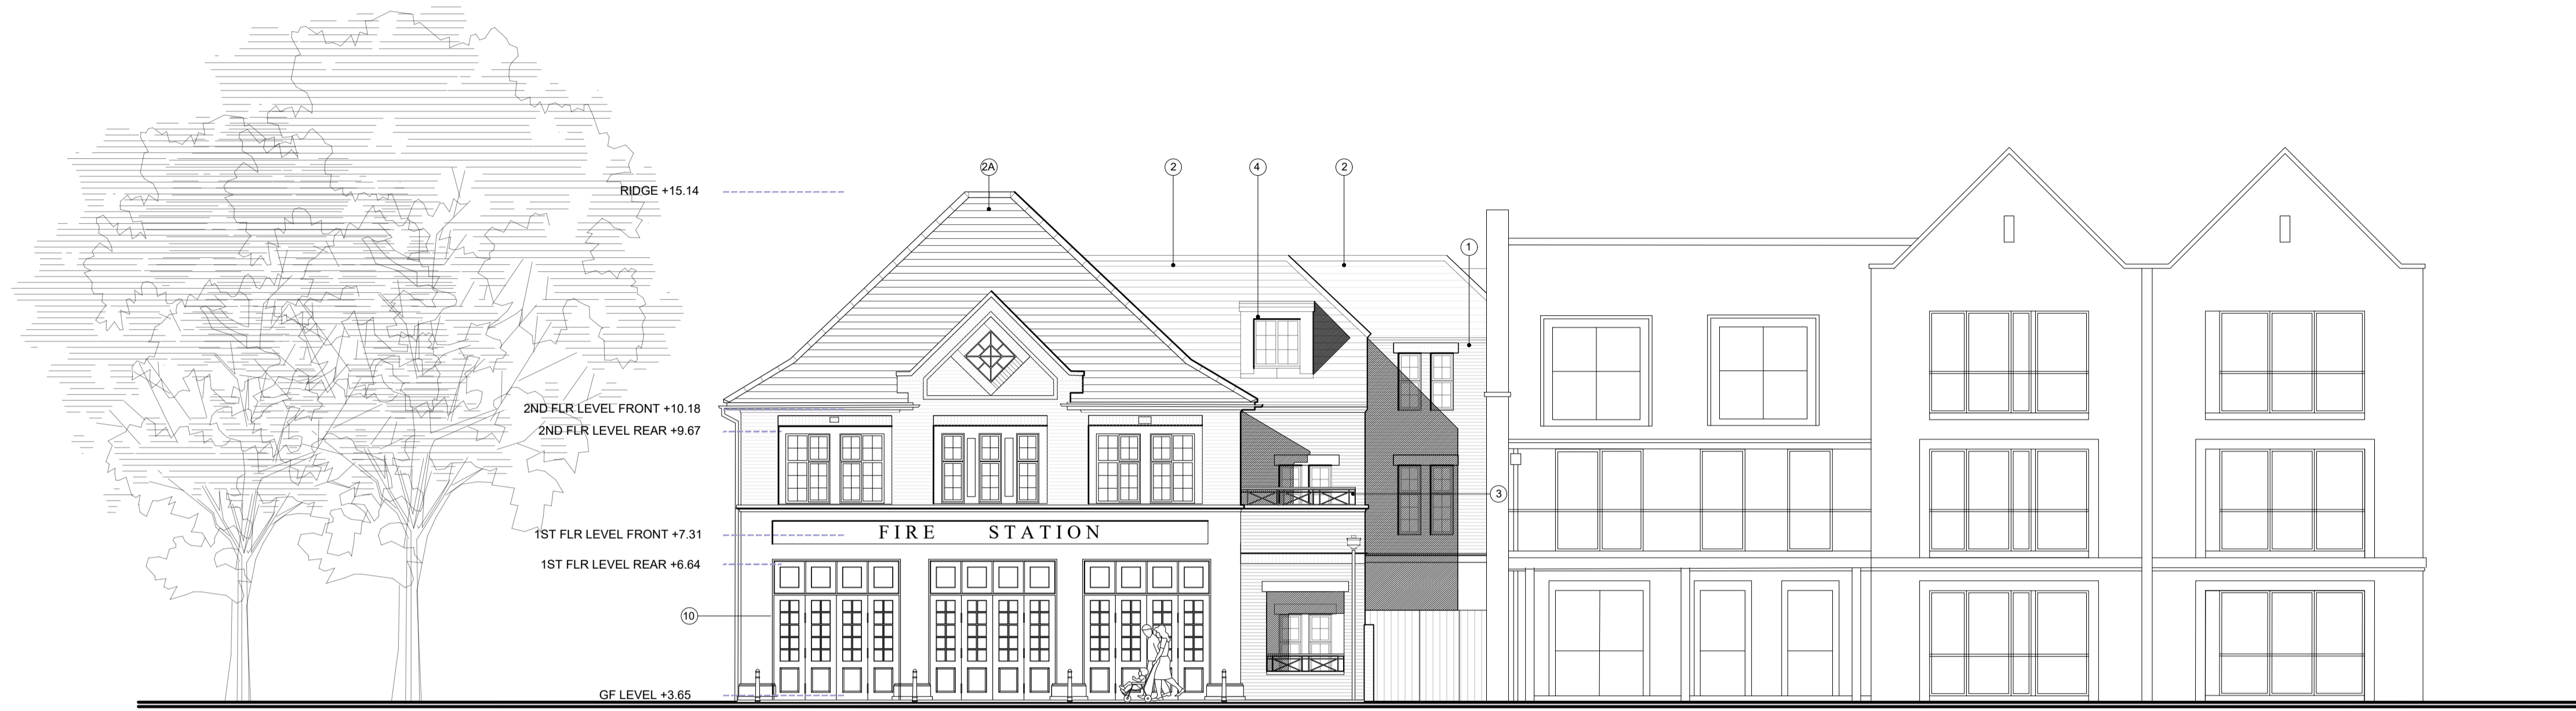 2A
2
4
2
RIDGE +15.14
1
2ND FLR LEVEL FRONT +10.18
2ND FLR LEVEL REAR +9.67
3
FIRE STATION
1ST FLR LEVEL FRONT +7.31
1ST FLR LEVEL REAR +6.64
10
GF LEVEL +3.65